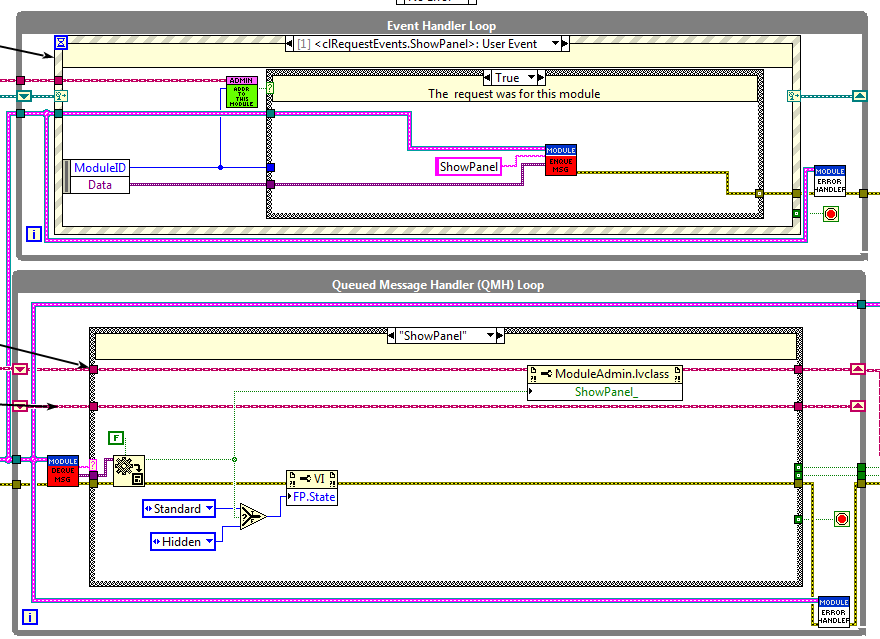 Event Handler Loop
[1] <clRequestEvents.ShowPanel>: User Event
ADMIN
ADDR
TO
THIS
MODULE
?
True
The request was for this module
ModuleID
Data
ShowPanel
MODULE
ENQUE
MSG
MODULE
ERROR
HANDLER
i
Queued Message Handler (QMH) Loop
"ShowPanel"
ModuleAdmin.lvclass
ShowPanel_
F
MODULE
DEQUE
MSG
?
VI
FP.State
Standard
Hidden
?
MODULE
ERROR
HANDLER
i